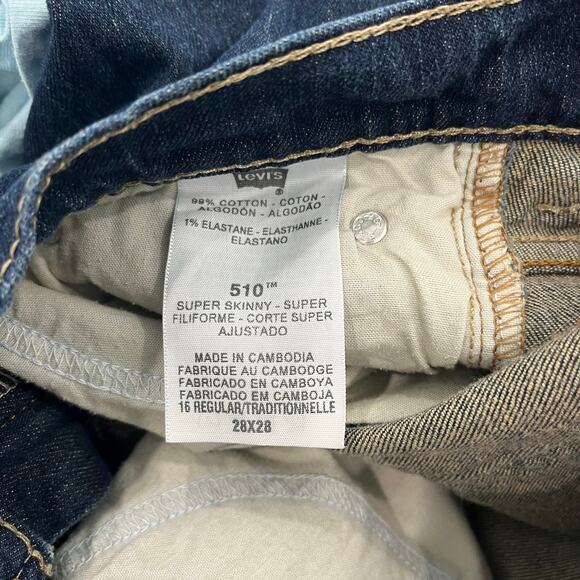 Levi's
®
99% COTTON - COTON -
ALGODÓN - ALGODÃO
1% ELASTANE - ELASTHANNE -
ELASTANO
510™
SUPER SKINNY - SUPER
FILIFORME - CORTE SUPER
AJUSTADO
MADE IN CAMBODIA
FABRIQUE AU CAMBODGE
FABRICADO EN CAMBOYA
FABRICADO EM CAMBOJA
16 REGULAR/TRADITIONNELLE
28X28